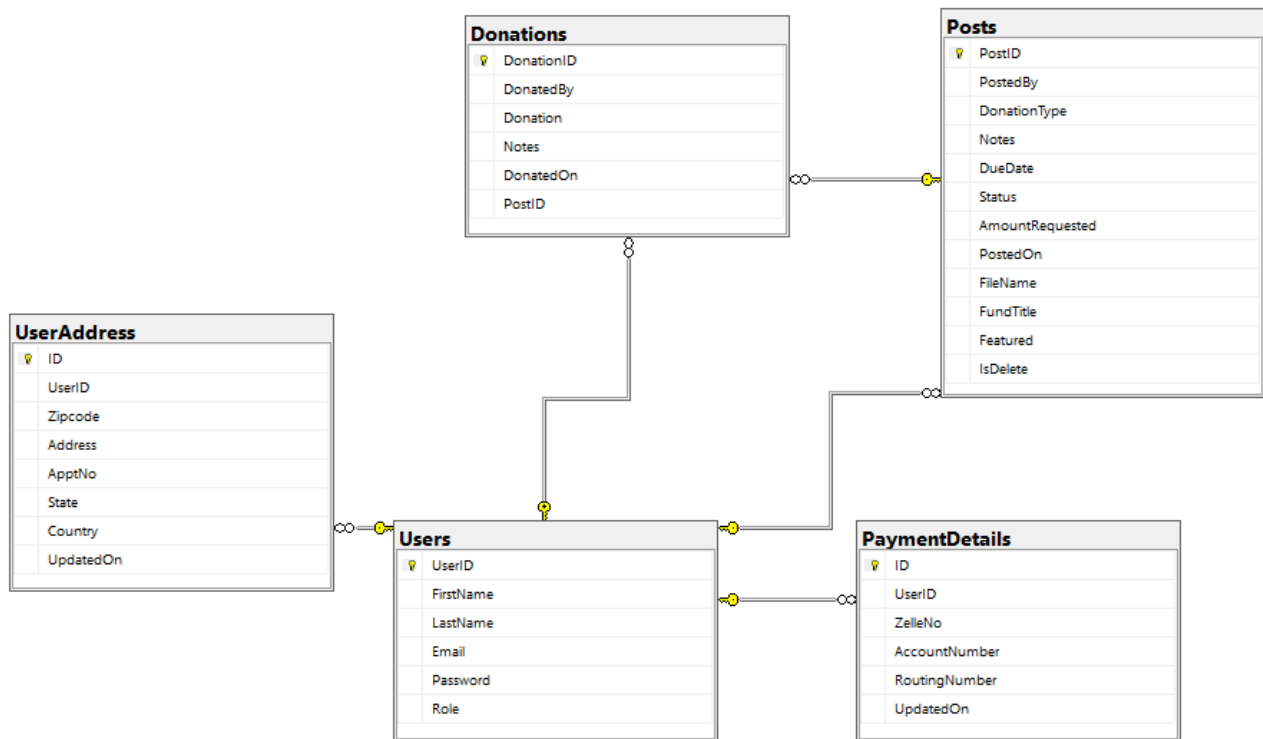 Donations
DonationID
DonatedBy
Donation
Notes
DonatedOn
PostID
Posts
PostID
PostedBy
DonationType
Notes
DueDate
Status
AmountRequested
PostedOn
FileName
FundTitle
Featured
IsDelete
UserAddress
ID
UserID
Zipcode
Address
ApptNo
State
Country
UpdatedOn
Users
UserID
FirstName
LastName
Email
Password
Role
PaymentDetails
ID
UserID
ZelleNo
AccountNumber
RoutingNumber
UpdatedOn